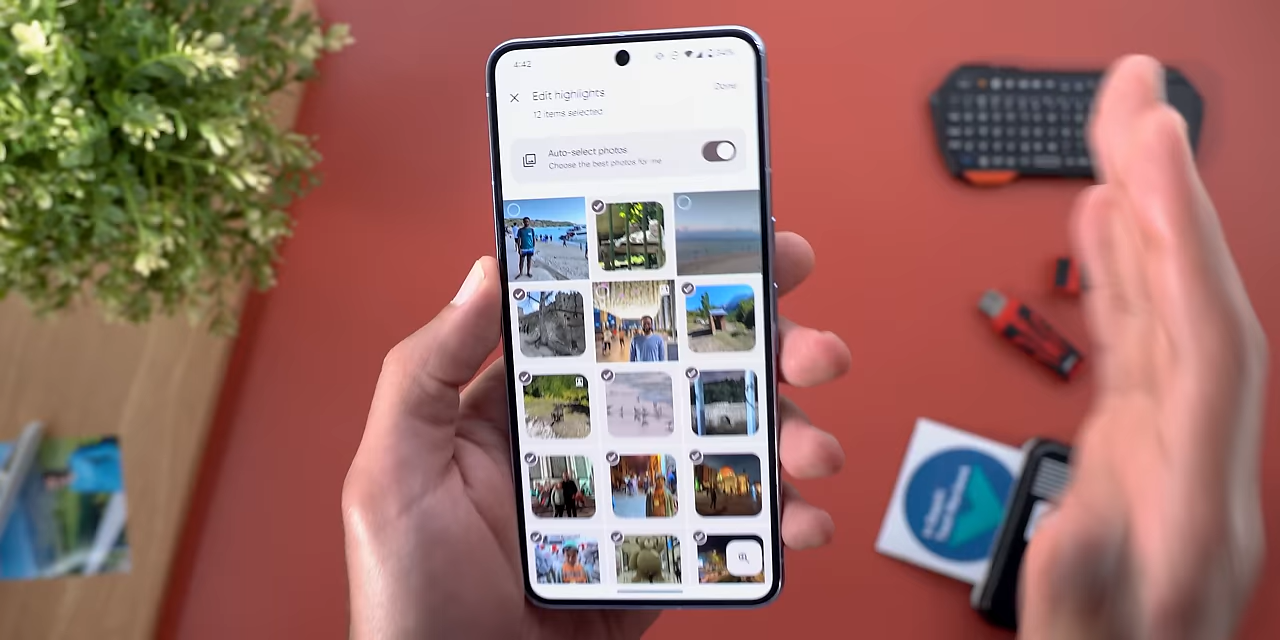 4:42
Edit highlights
Done
12 items selected
Auto-select photos
Choose the best photos for me